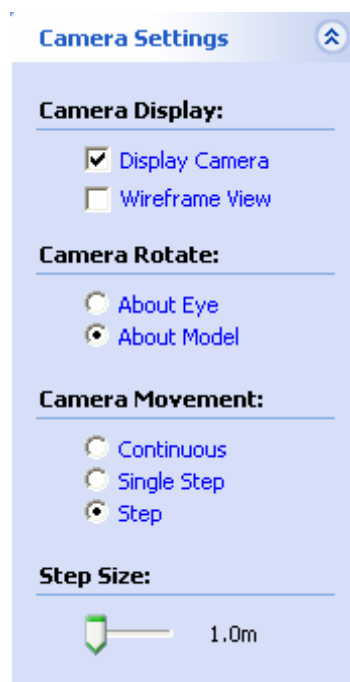 Camera Settings
Camera Display:
Display Camera
Wireframe View
Camera Rotate:
About Eye
About Model
Camera Movement:
Continuous
Single Step
Step
Step Size:
1.0m